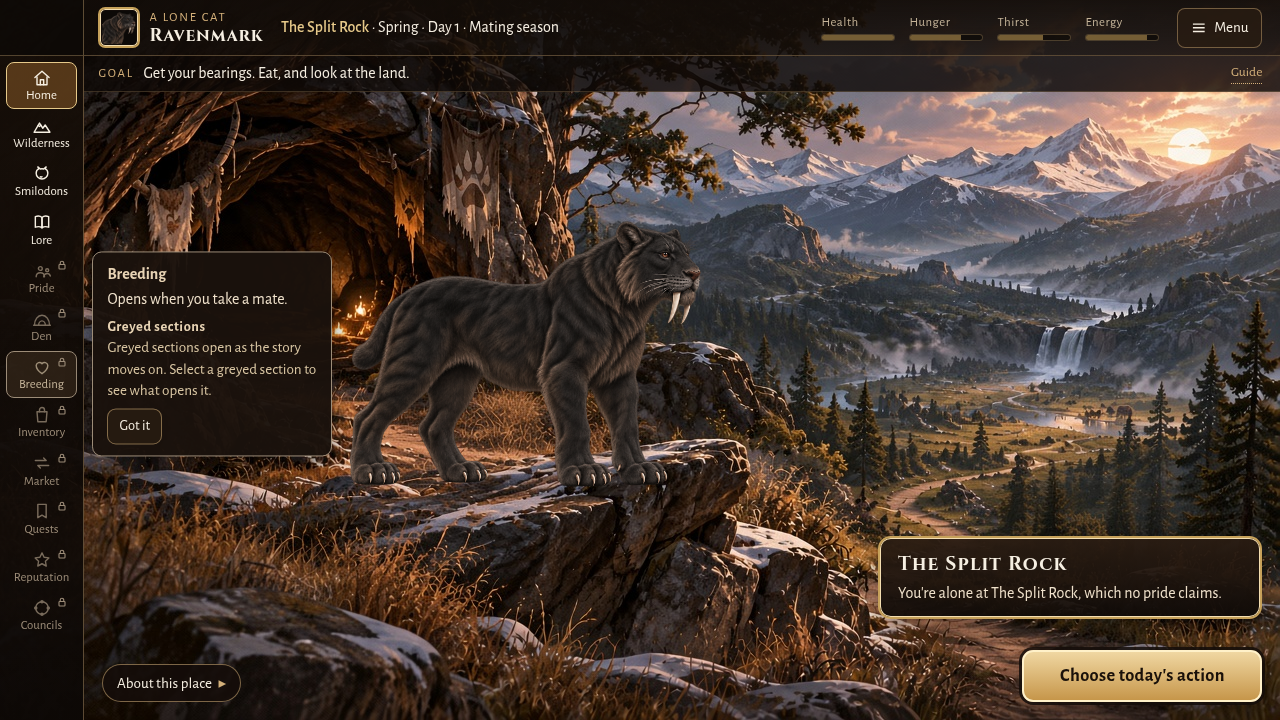 A LONE CAT
RAVENMARK
The Split Rock · Spring · Day 1 · Mating season
Health
Hunger
Thirst
Energy
Menu
GOAL Get your bearings. Eat, and look at the land.
Guide
Home
Wilderness
Smilodons
Lore
Pride
Den
Breeding
Inventory
Market
Quests
Reputation
Councils
Breeding
Opens when you take a mate.
Greyed sections
Greyed sections open as the story
moves on. Select a greyed section to
see what opens it.
Got it
The Split Rock
You're alone at The Split Rock, which no pride claims.
About this place ▸
Choose today's action